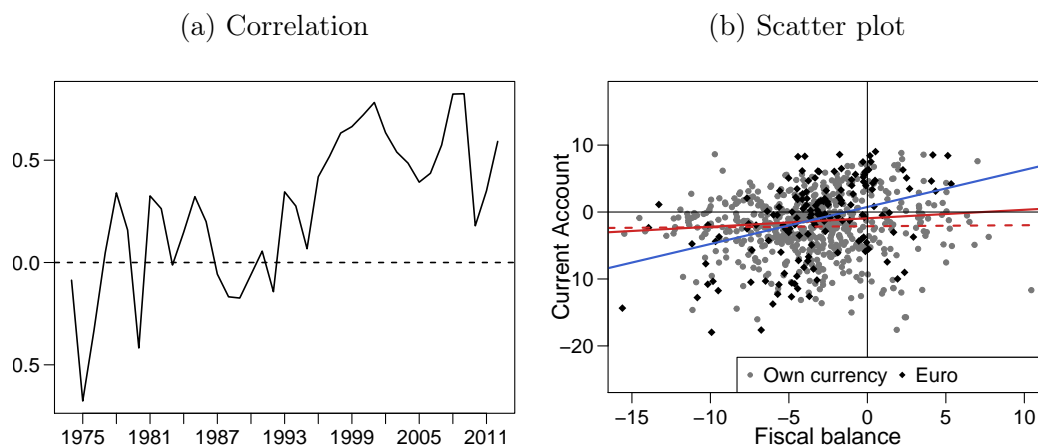 (a) Correlation
(b) Scatter plot
0.5
0.0
0.5
1975 1981 1987 1993 1999 2005 2011
Current Account
10
0
−10
−20
Own currency Euro
−15 −10 −5 0 5 10
Fiscal balance